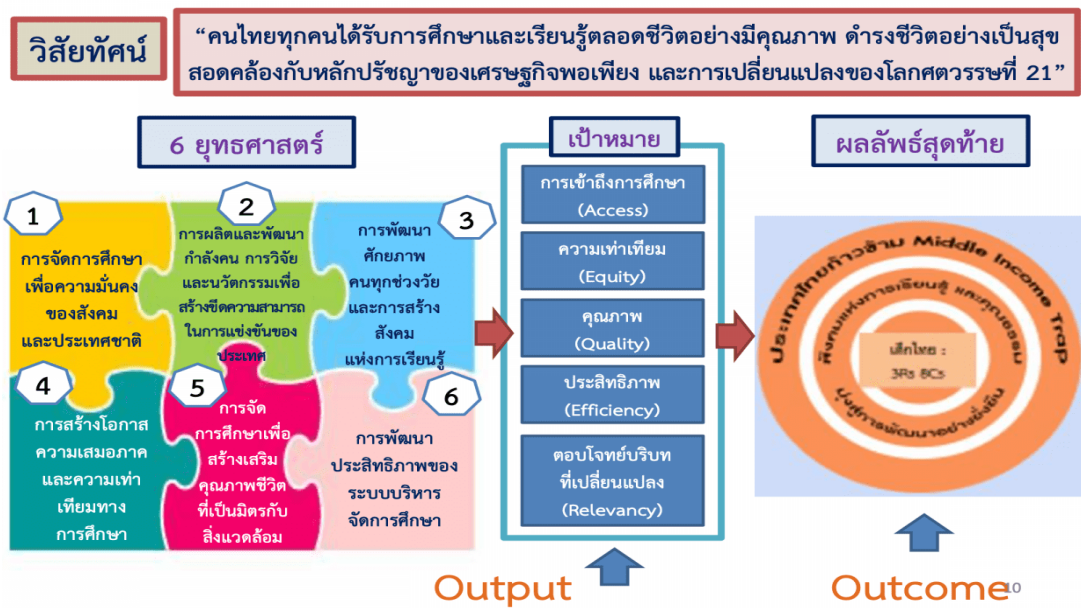 วิสัยทัศน์
“คนไทยทุกคนได้รับการศึกษาและเรียนรู้ตลอดชีวิตอย่างมีคุณภาพ ดำรงชีวิตอย่างเป็นสุข
สอดคล้องกับหลักปรัชญาของเศรษฐกิจพอเพียง และการเปลี่ยนแปลงของโลกศตวรรษที่ 21”
6 ยุทธศาสตร์
1
การจัดการศึกษา
เพื่อความมั่นคง
ของสังคม
และประเทศชาติ
2
การผลิตและพัฒนา
กำลังคน การวิจัย
และนวัตกรรมเพื่อ
สร้างขีดความสามารถ
ในการแข่งขันของ
ประเทศ
3
การพัฒนา
ศักยภาพ
คนทุกช่วงวัย
และการสร้าง
สังคม
แห่งการเรียนรู้
4
การสร้างโอกาส
ความเสมอภาค
และความเท่า
เทียมทาง
การศึกษา
5
การจัด
การศึกษาเพื่อ
สร้างเสริม
คุณภาพชีวิต
ที่เป็นมิตรกับ
สิ่งแวดล้อม
6
การพัฒนา
ประสิทธิภาพของ
ระบบบริหาร
จัดการศึกษา
เป้าหมาย
การเข้าถึงการศึกษา
(Access)
ความเท่าเทียม
(Equity)
คุณภาพ
(Quality)
ประสิทธิภาพ
(Efficiency)
ตอบโจทย์บริบท
ที่เปลี่ยนแปลง
(Relevancy)
Output
ผลลัพธ์สุดท้าย
ประเทศไทยก้าวข้าม Middle Income Trap
สังคมแห่งการเรียนรู้ และคุณธรรม
เด็กไทย :
3Rs 8Cs
มุ่งสู่การพัฒนาอย่างยั่งยืน
Outcome
10